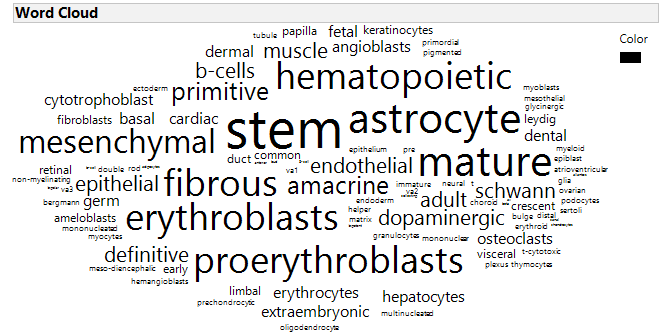 Word Cloud
Color
tubule papilla fetal keratinocytes
dermal muscle angioblasts primordial
pigmented
b-cells hematopoietic
ectoderm primitive myoblasts
cytotrophoblast mesothelial
glycinergic
fibroblasts basal cardiac stem astrocyte leydig
mesenchymal dental
epithelium pre myeloid
duct common mature epiblast
retinal double rod va1 endothelial atrioventricular
non-myelinating va3 epithelial fibrous amacrine immature neural t glia
schwann ovarian
bergmann germ endoderm va2 adult choroid crescent podocytes
ameloblasts erythroblasts helper dopaminergic bulge distal sertoli
mononucleated matrix erythroid
myocytes granulocytes mononuclear osteoclasts
definitive proerythroblasts visceral t-cytotoxic
meso-diencephalic early plexus thymocytes
hemangioblasts
limbal erythrocytes hepatocytes
prechondrocytic
extraembryonic multinucleated
oligodendrocyte